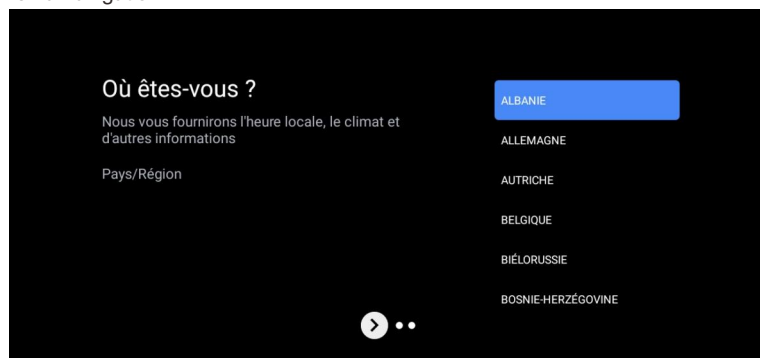 Où êtes-vous ?
Nous vous fournirons l'heure locale, le climat et
d'autres informations
Pays/Région
ALBANIE
ALLEMAGNE
AUTRICHE
BELGIQUE
BIÉLORUSSIE
BOSNIE-HERZÉGOVINE